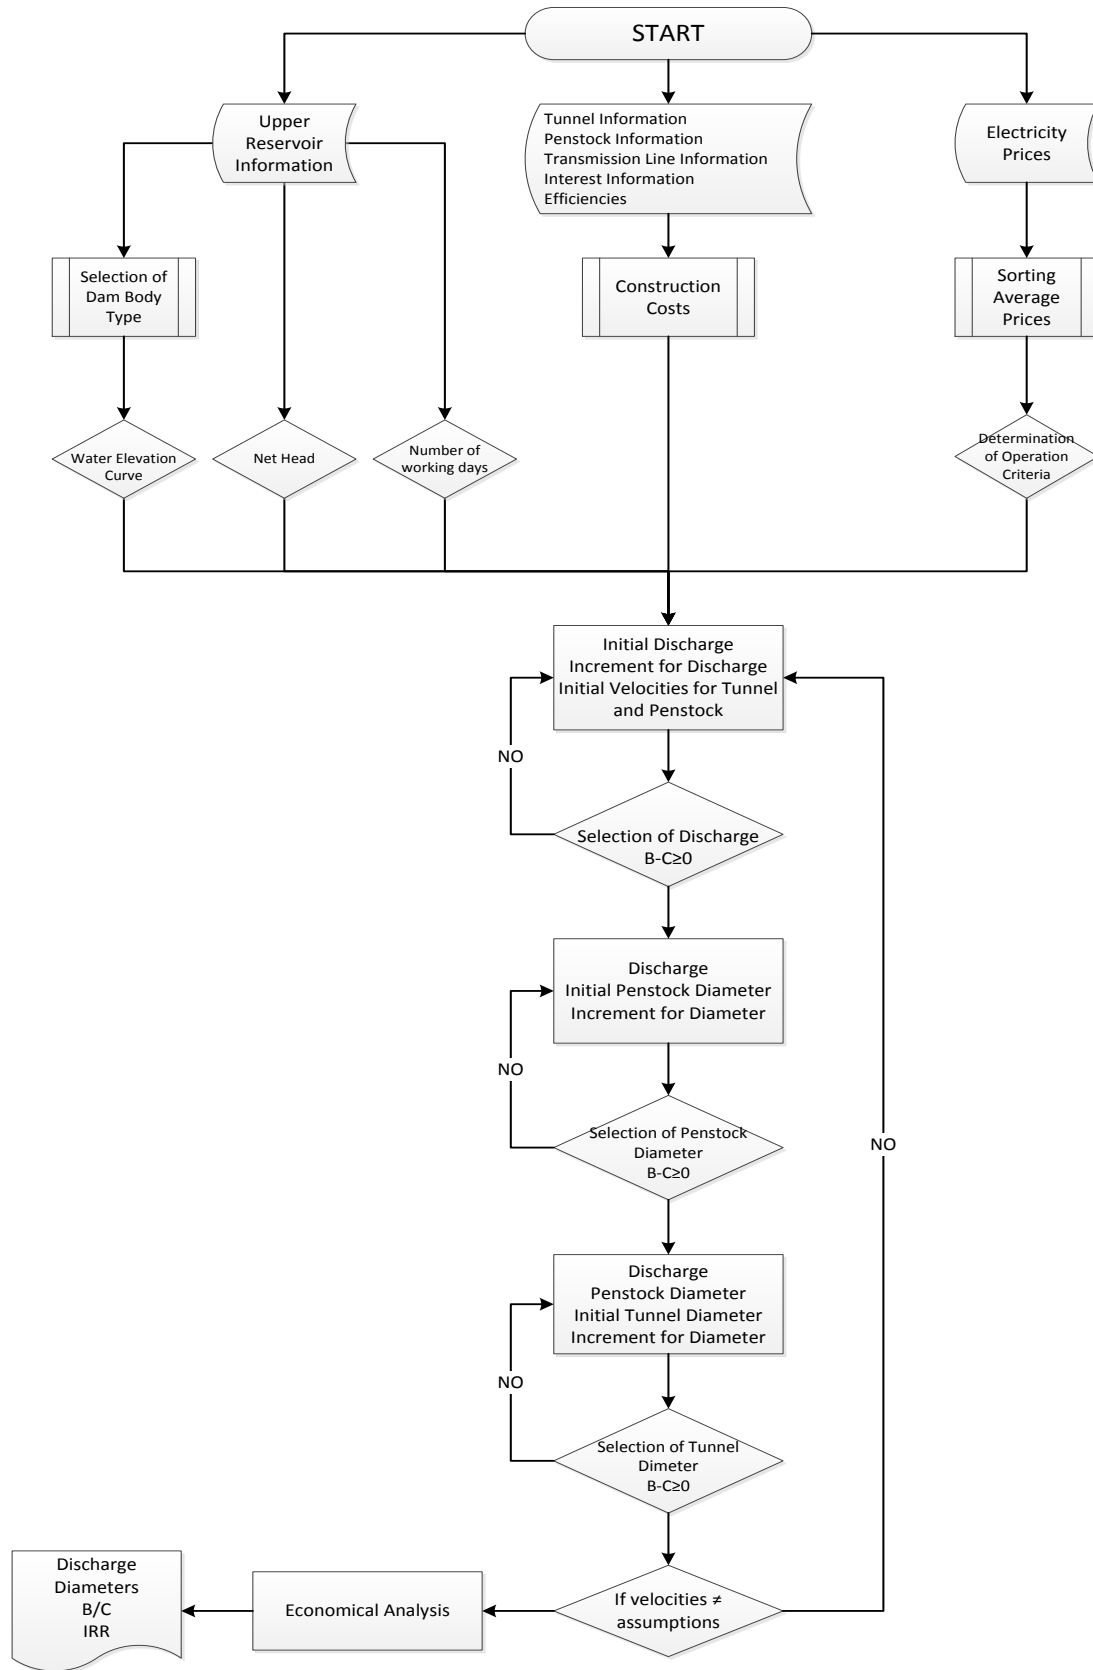 START
Upper
Reservoir
Information
Tunnel Information
Penstock Information
Transmission Line Information
Interest Information
Efficiencies
Electricity
Prices
Selection of
Dam Body
Type
Construction
Costs
Sorting
Average
Prices
Water Elevation
Curve
Net Head
Number of
working days
Determination
of Operation
Criteria
Initial Discharge
Increment for Discharge
Initial Velocities for Tunnel
and Penstock
NO
Selection of Discharge
B-C≥0
Discharge
Initial Penstock Diameter
Increment for Diameter
NO
Selection of Penstock
Diameter
B-C≥0
NO
Discharge
Penstock Diameter
Initial Tunnel Diameter
Increment for Diameter
NO
Selection of Tunnel
Dimeter
B-C≥0
If velocities ≠
assumptions
Economical Analysis
Discharge
Diameters
B/C
IRR